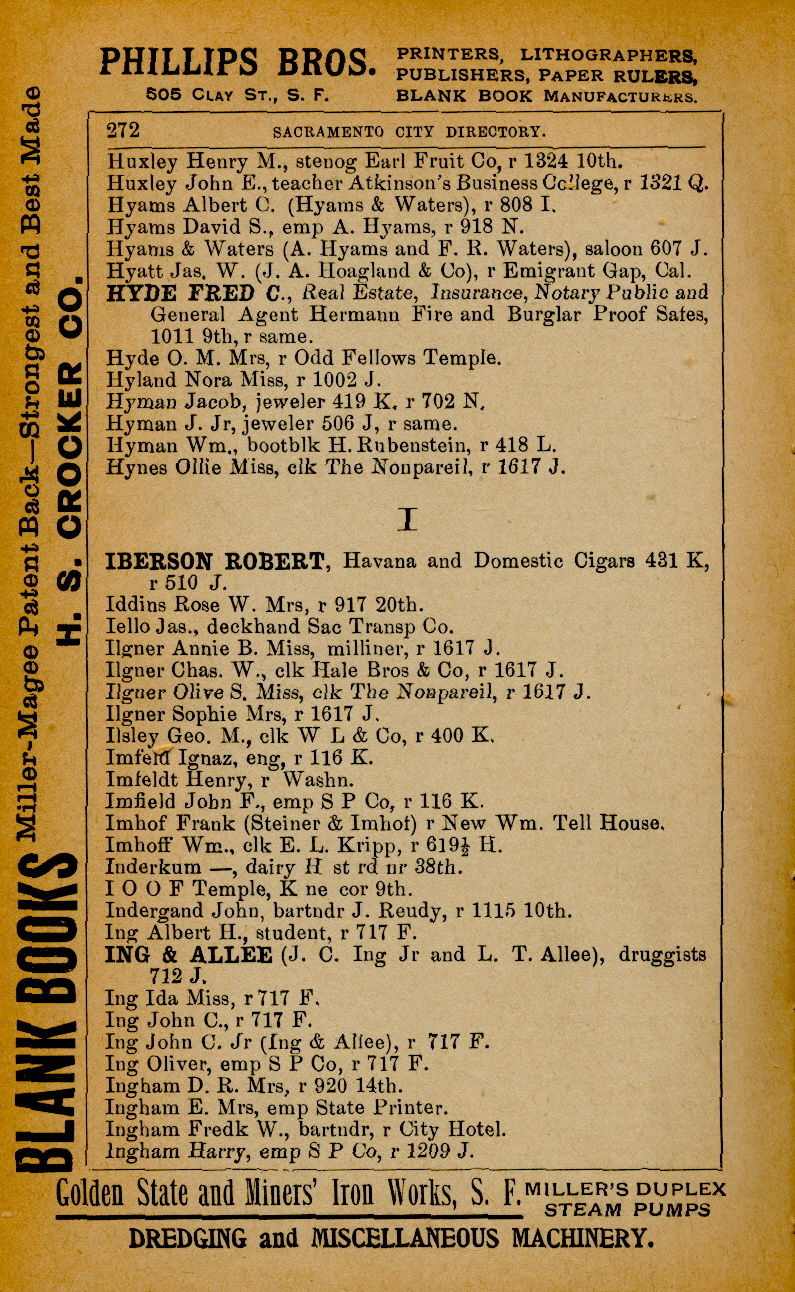 PHILLIPS BROS.
505 CLAY ST., S. F.
PRINTERS, LITHOGRAPHERS,
PUBLISHERS, PAPER RULERS,
BLANK BOOK MANUFACTURERS.
272
SACRAMENTO CITY DIRECTORY.
Huxley Henry M., stenog Earl Fruit Co, r 1324 10th.
Huxley John E., teacher Atkinson's Business College, r 1321 Q.
Hyams Albert C. (Hyams & Waters), r 808 I.
Hyams David S., emp A. Hyams, r 918 N.
Hyams & Waters (A. Hyams and F. R. Waters), saloon 607 J.
Hyatt Jas. W. (J. A. Hoagland & Co), r Emigrant Gap, Cal.
HYDE FRED C., Real Estate, Insurance, Notary Public and
General Agent Hermann Fire and Burglar Proof Safes,
1011 9th, r same.
Hyde O. M. Mrs, r Odd Fellows Temple.
Hyland Nora Miss, r 1002 J.
Hyman Jacob, jeweler 419 K, r 702 N.
Hyman J. Jr, jeweler 506 J, r same.
Hyman Wm., bootblk H. Rubenstein, r 418 L.
Hynes Ollie Miss, clk The Nonpareil, r 1617 J.
I
IBERSON ROBERT, Havana and Domestic Cigars 431 K,
r 510 J.
Iddins Rose W. Mrs, r 917 20th.
Iello Jas., deckhand Sac Transp Co.
Ilgner Annie B. Miss, milliner, r 1617 J.
Ilgner Chas. W., clk Hale Bros & Co, r 1617 J.
Ilgner Olive S. Miss, clk The Nonpareil, r 1617 J.
Ilgner Sophie Mrs, r 1617 J.
Ilsley Geo. M., clk W L & Co, r 400 K.
Imfeld Ignaz, eng, r 116 K.
Imfeldt Henry, r Washn.
Imfield John F., emp S P Co, r 116 K.
Imhof Frank (Steiner & Imhof) r New Wm. Tell House.
Imhoff Wm., clk E. L. Kripp, r 619½ H.
Inderkum —, dairy H st rd nr 38th.
I O O F Temple, K ne cor 9th.
Indergand John, bartndr J. Reudy, r 1115 10th.
Ing Albert H., student, r 717 F.
ING & ALLEE (J. C. Ing Jr and L. T. Allee), druggists
712 J.
Ing Ida Miss, r 717 F.
Ing John C., r 717 F.
Ing John C. Jr (Ing & Allee), r 717 F.
Ing Oliver, emp S P Co, r 717 F.
Ingham D. R. Mrs, r 920 14th.
Ingham E. Mrs, emp State Printer.
Ingham Fredk W., bartndr, r City Hotel.
Ingham Harry, emp S P Co, r 1209 J.
BLANK BOOKS
Miller-Magee Patent Back—Strongest and Best Made
H. S. CROCKER CO.
Golden State and Miners' Iron Works, S. F.
MILLER'S DUPLEX
STEAM PUMPS
DREDGING and MISCELLANEOUS MACHINERY.